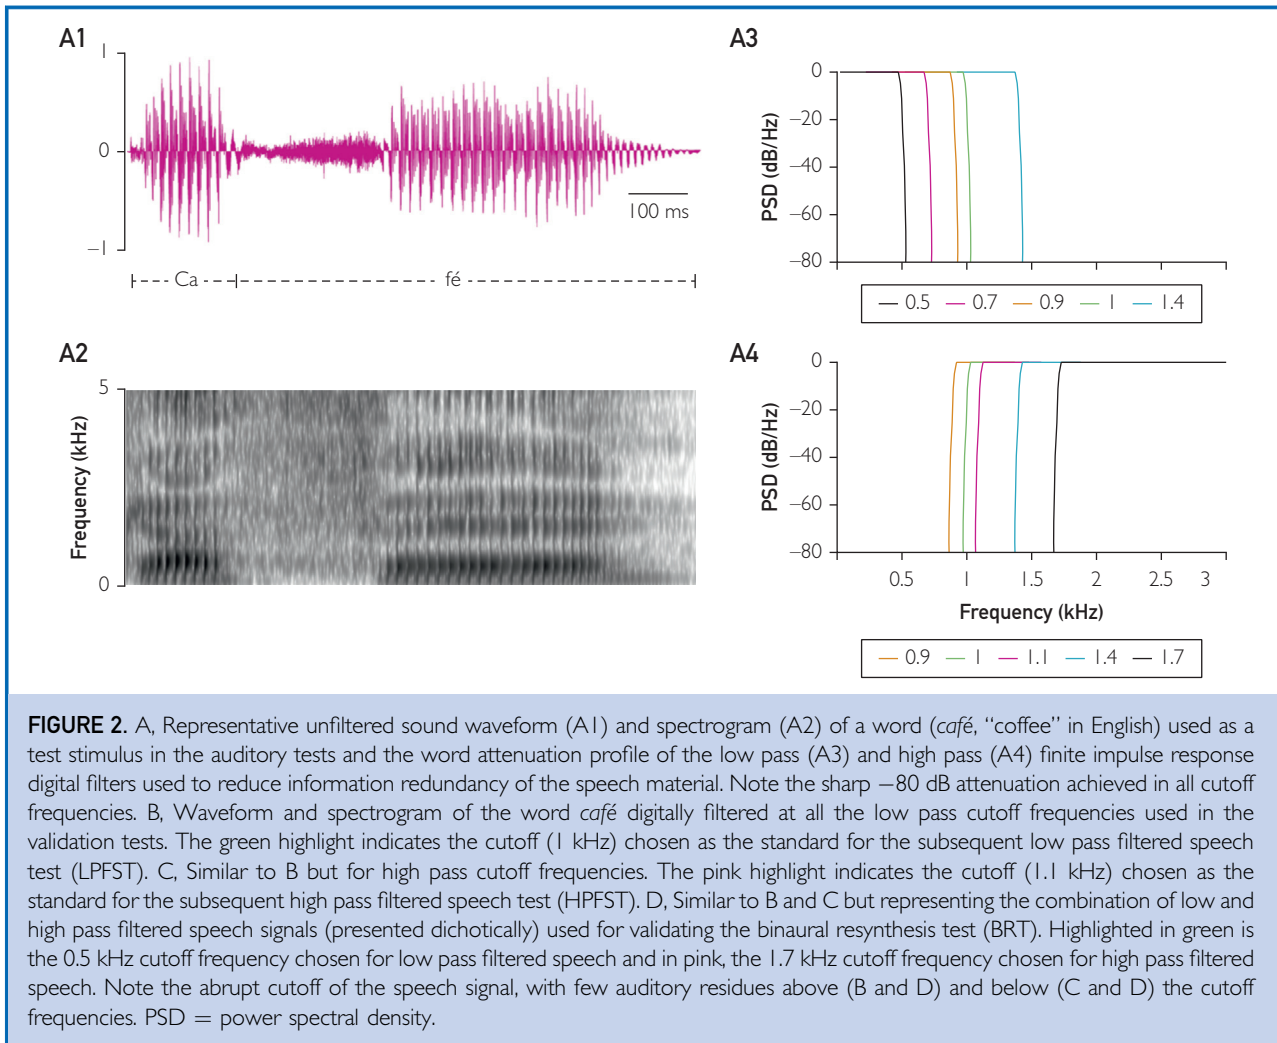 A1
1
0
−1
100 ms
Ca
fé
A2
5
Frequency (kHz)
0
A3
0
−20
−40
−60
−80
PSD (dB/Hz)
0.5 0.7 0.9 1 1.4
A4
0
−20
−40
−60
−80
PSD (dB/Hz)
0.5 1 1.5 2 2.5 3
Frequency (kHz)
0.9 1 1.1 1.4 1.7
FIGURE 2. A, Representative unfiltered sound waveform (A1) and spectrogram (A2) of a word (café, “coffee” in English) used as a
test stimulus in the auditory tests and the word attenuation profile of the low pass (A3) and high pass (A4) finite impulse response
digital filters used to reduce information redundancy of the speech material. Note the sharp −80 dB attenuation achieved in all cutoff
frequencies. B, Waveform and spectrogram of the word café digitally filtered at all the low pass cutoff frequencies used in the
validation tests. The green highlight indicates the cutoff (1 kHz) chosen as the standard for the subsequent low pass filtered speech
test (LPFST). C, Similar to B but for high pass cutoff frequencies. The pink highlight indicates the cutoff (1.1 kHz) chosen as the
standard for the subsequent high pass filtered speech test (HPFST). D, Similar to B and C but representing the combination of low and
high pass filtered speech signals (presented dichotically) used for validating the binaural resynthesis test (BRT). Highlighted in green is
the 0.5 kHz cutoff frequency chosen for low pass filtered speech and in pink, the 1.7 kHz cutoff frequency chosen for high pass filtered
speech. Note the abrupt cutoff of the speech signal, with few auditory residues above (B and D) and below (C and D) the cutoff
frequencies. PSD = power spectral density.